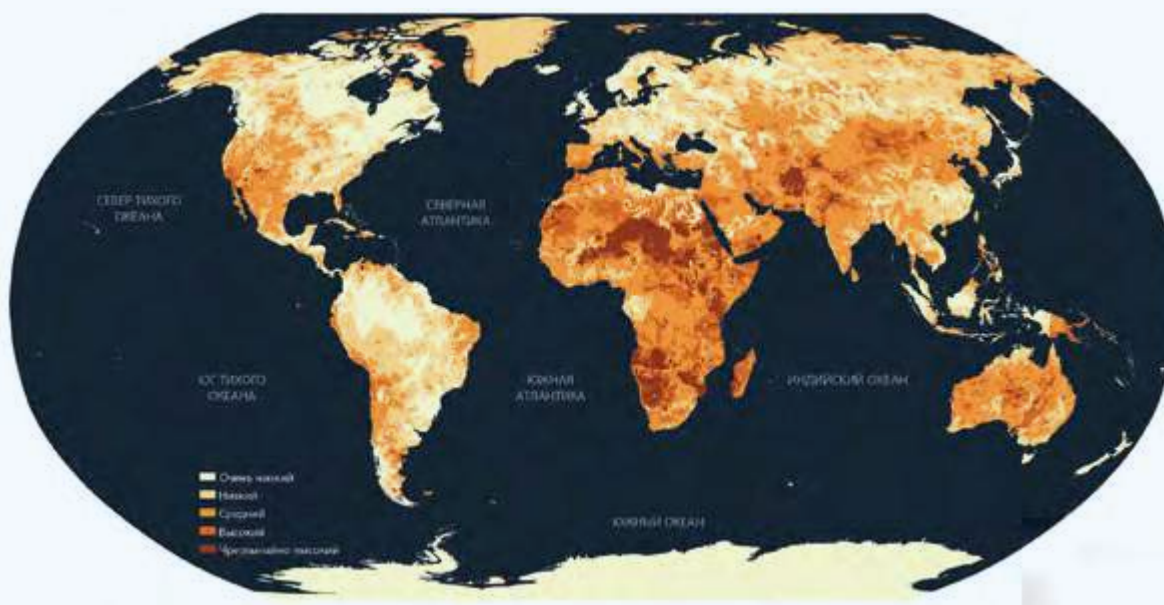 СЕВЕР ТИХОГО
ОКЕАНА
СЕВЕРНАЯ
АТЛАНТИКА
ЮГ ТИХОГО
ОКЕАНА
ЮЖНАЯ
АТЛАНТИКА
ИНДИЙСКИЙ ОКЕАН
ЮЖНЫЙ ОКЕАН
Очень низкий
Низкий
Средний
Высокий
Чрезвычайно высокий